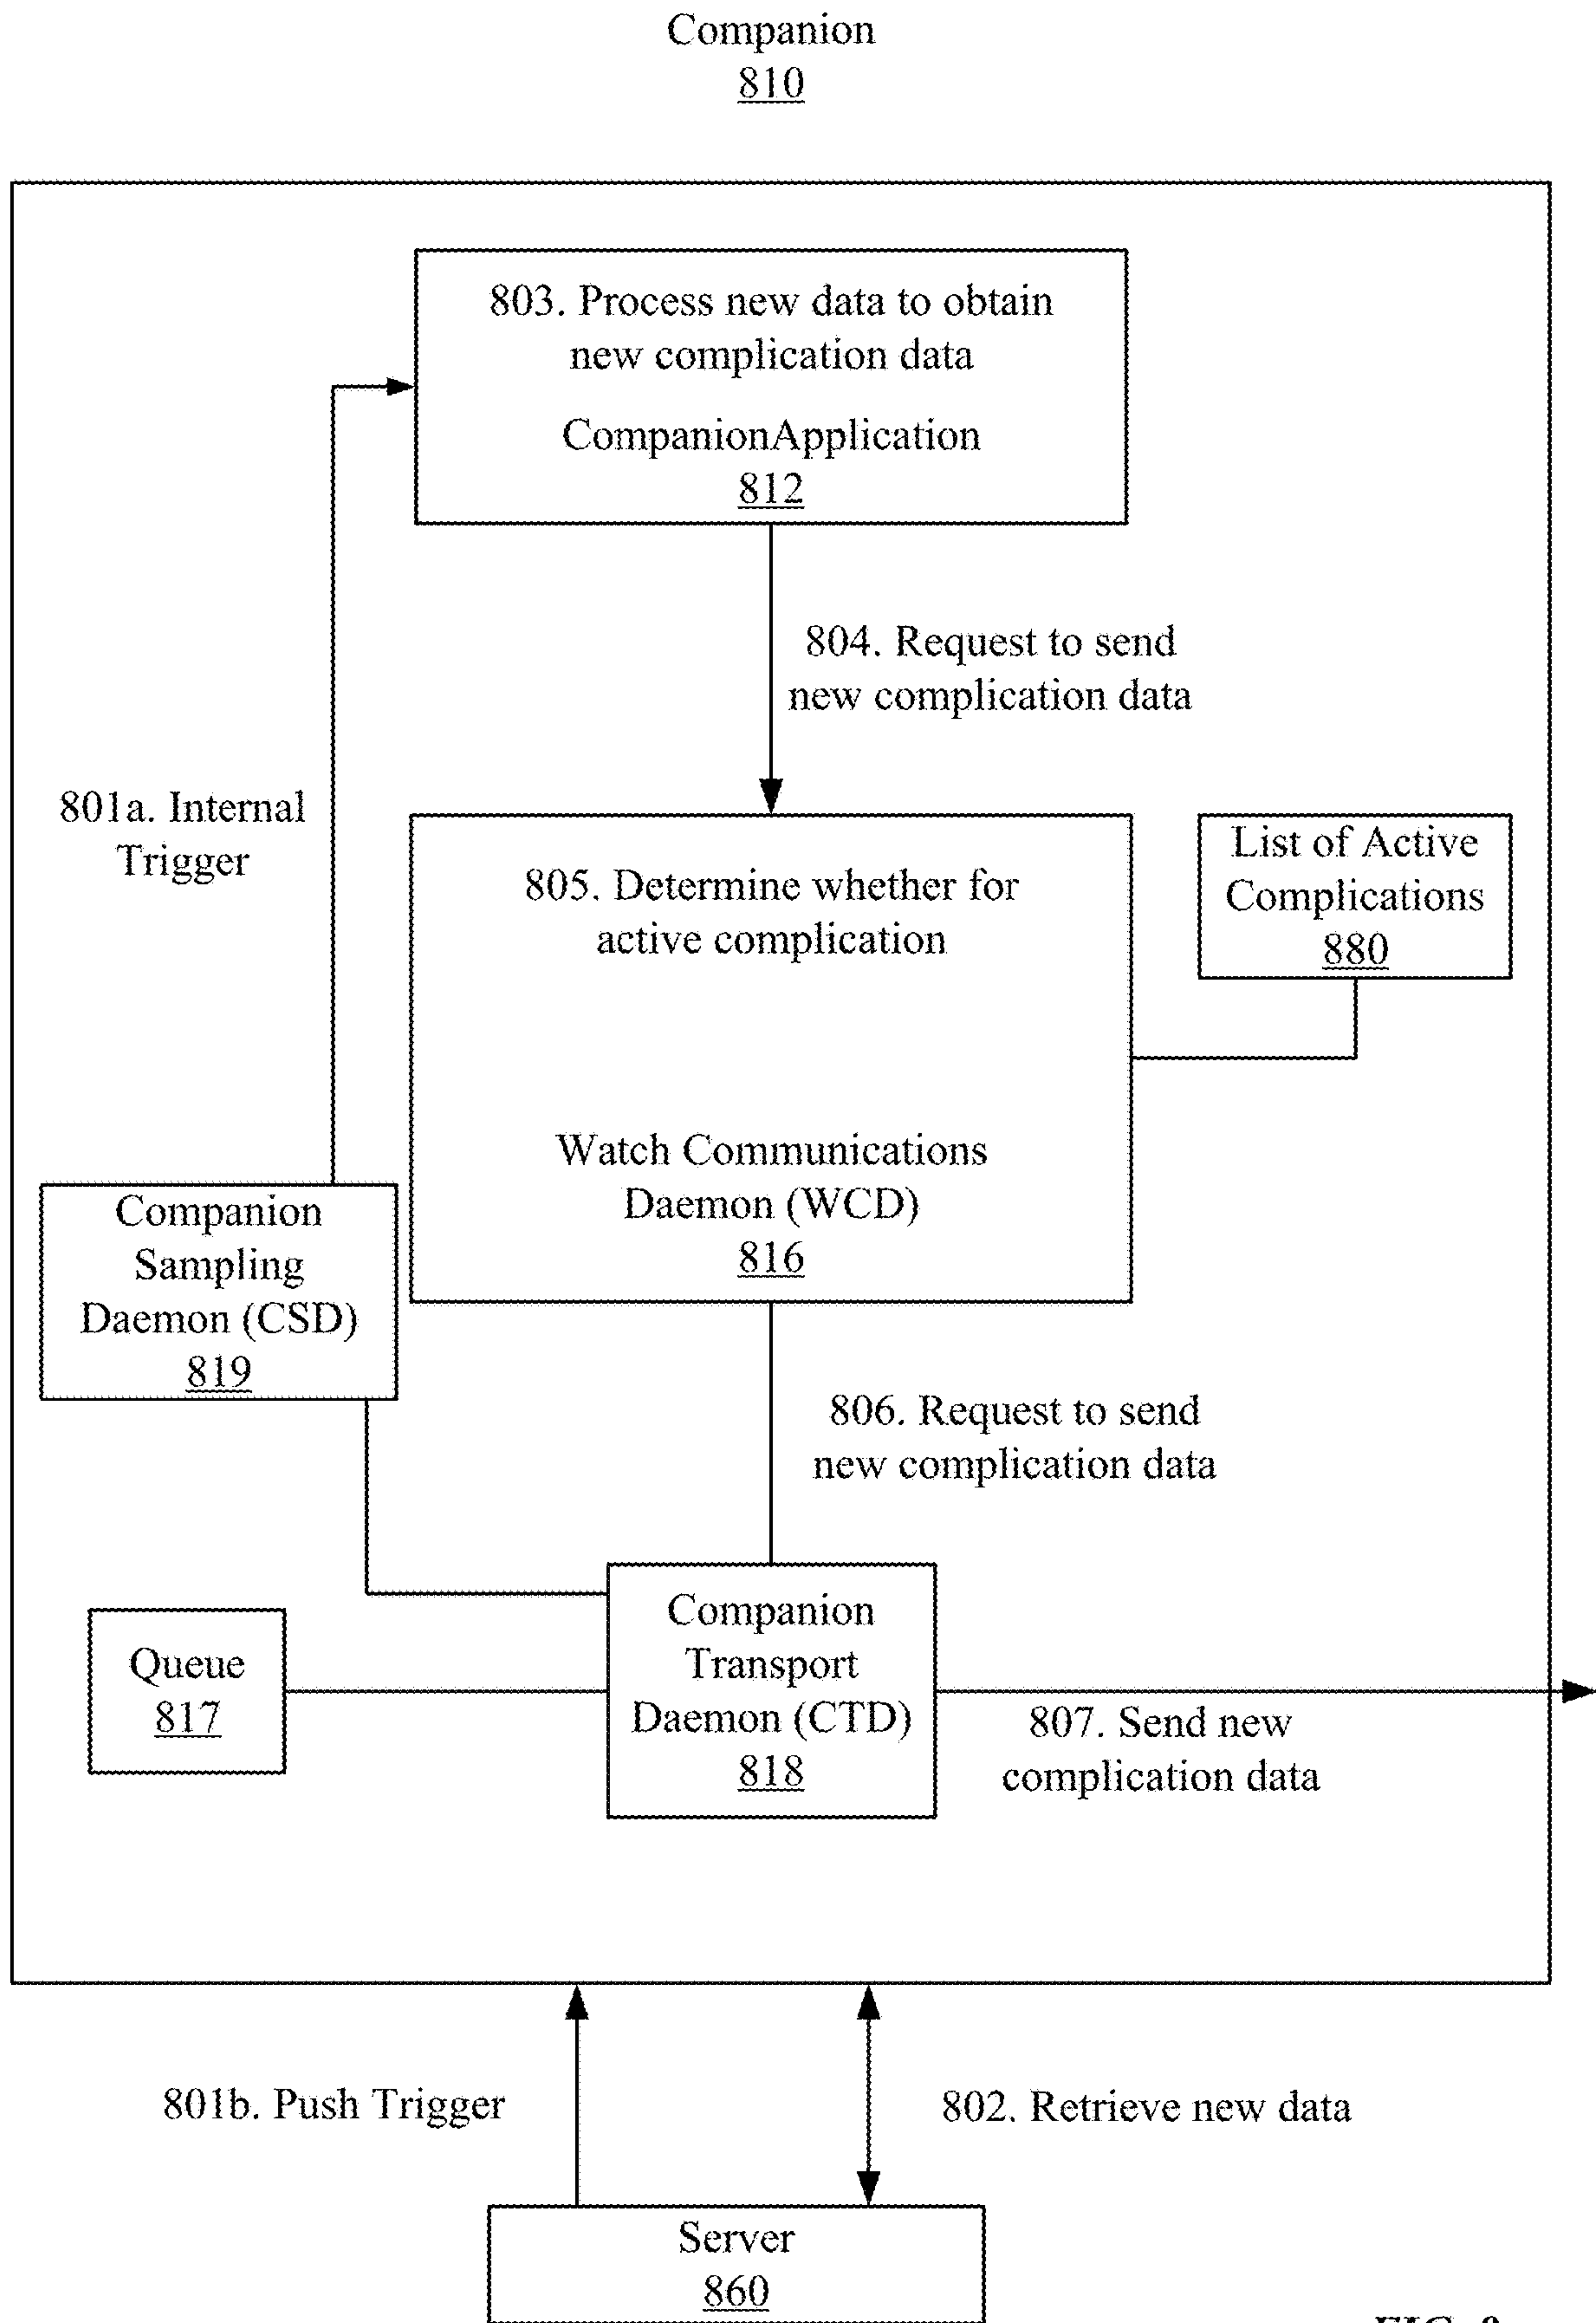 Companion
810
803. Process new data to obtain
new complication data
CompanionApplication
812
804. Request to send
new complication data
801a. Internal
Trigger
805. Determine whether for
active complication
List of Active
Complications
880
Watch Communications
Daemon (WCD)
816
Companion
Sampling
Daemon (CSD)
819
806. Request to send
new complication data
Queue
817
Companion
Transport
Daemon (CTD)
818
807. Send new
complication data
801b. Push Trigger
802. Retrieve new data
Server
860